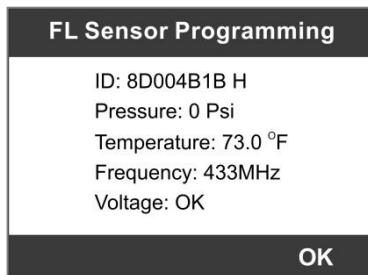 FL Sensor Programming
ID: 8D004B1B H
Pressure: 0 Psi
Temperature: 73.0 °F
Frequency: 433MHz
Voltage: OK
OK